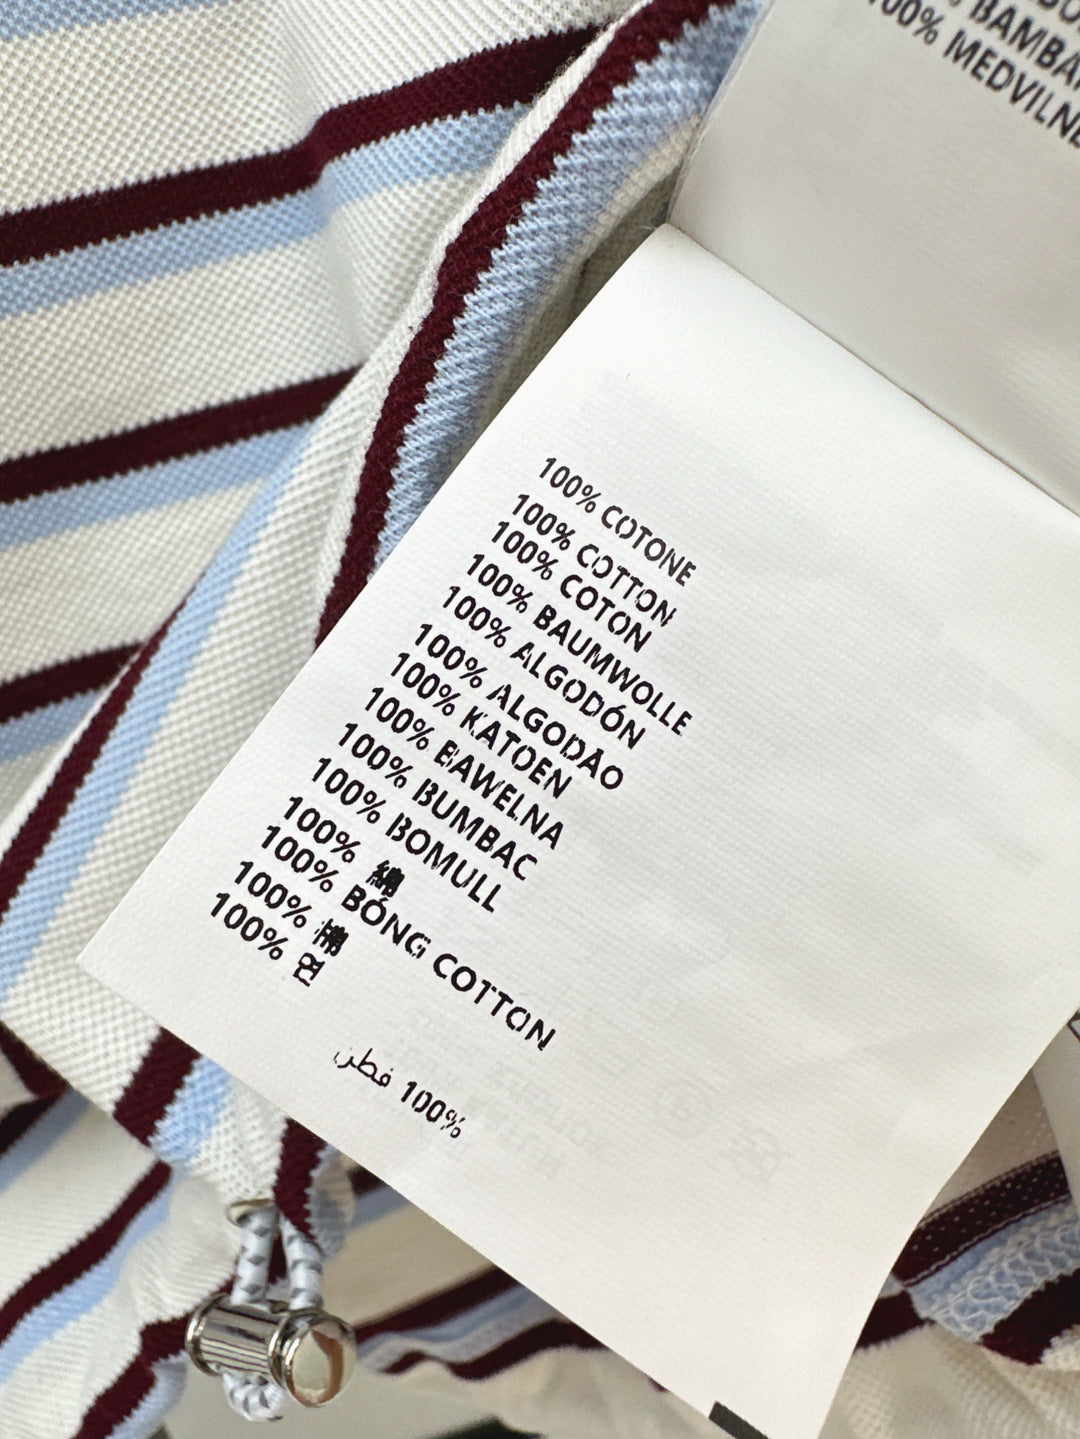 100% BAMBA
100% MEDVILNĖ
100% COTONE
100% COTTON
100% COTON
100% BAUMWOLLE
100% ALGODÓN
100% ALGODÃO
100% KATOEN
100% BAWEŁNA
100% BUMBAC
100% BOMULL
100% 綿
100% BÔNG COTTON
100% 棉
100% 면
100% قطن